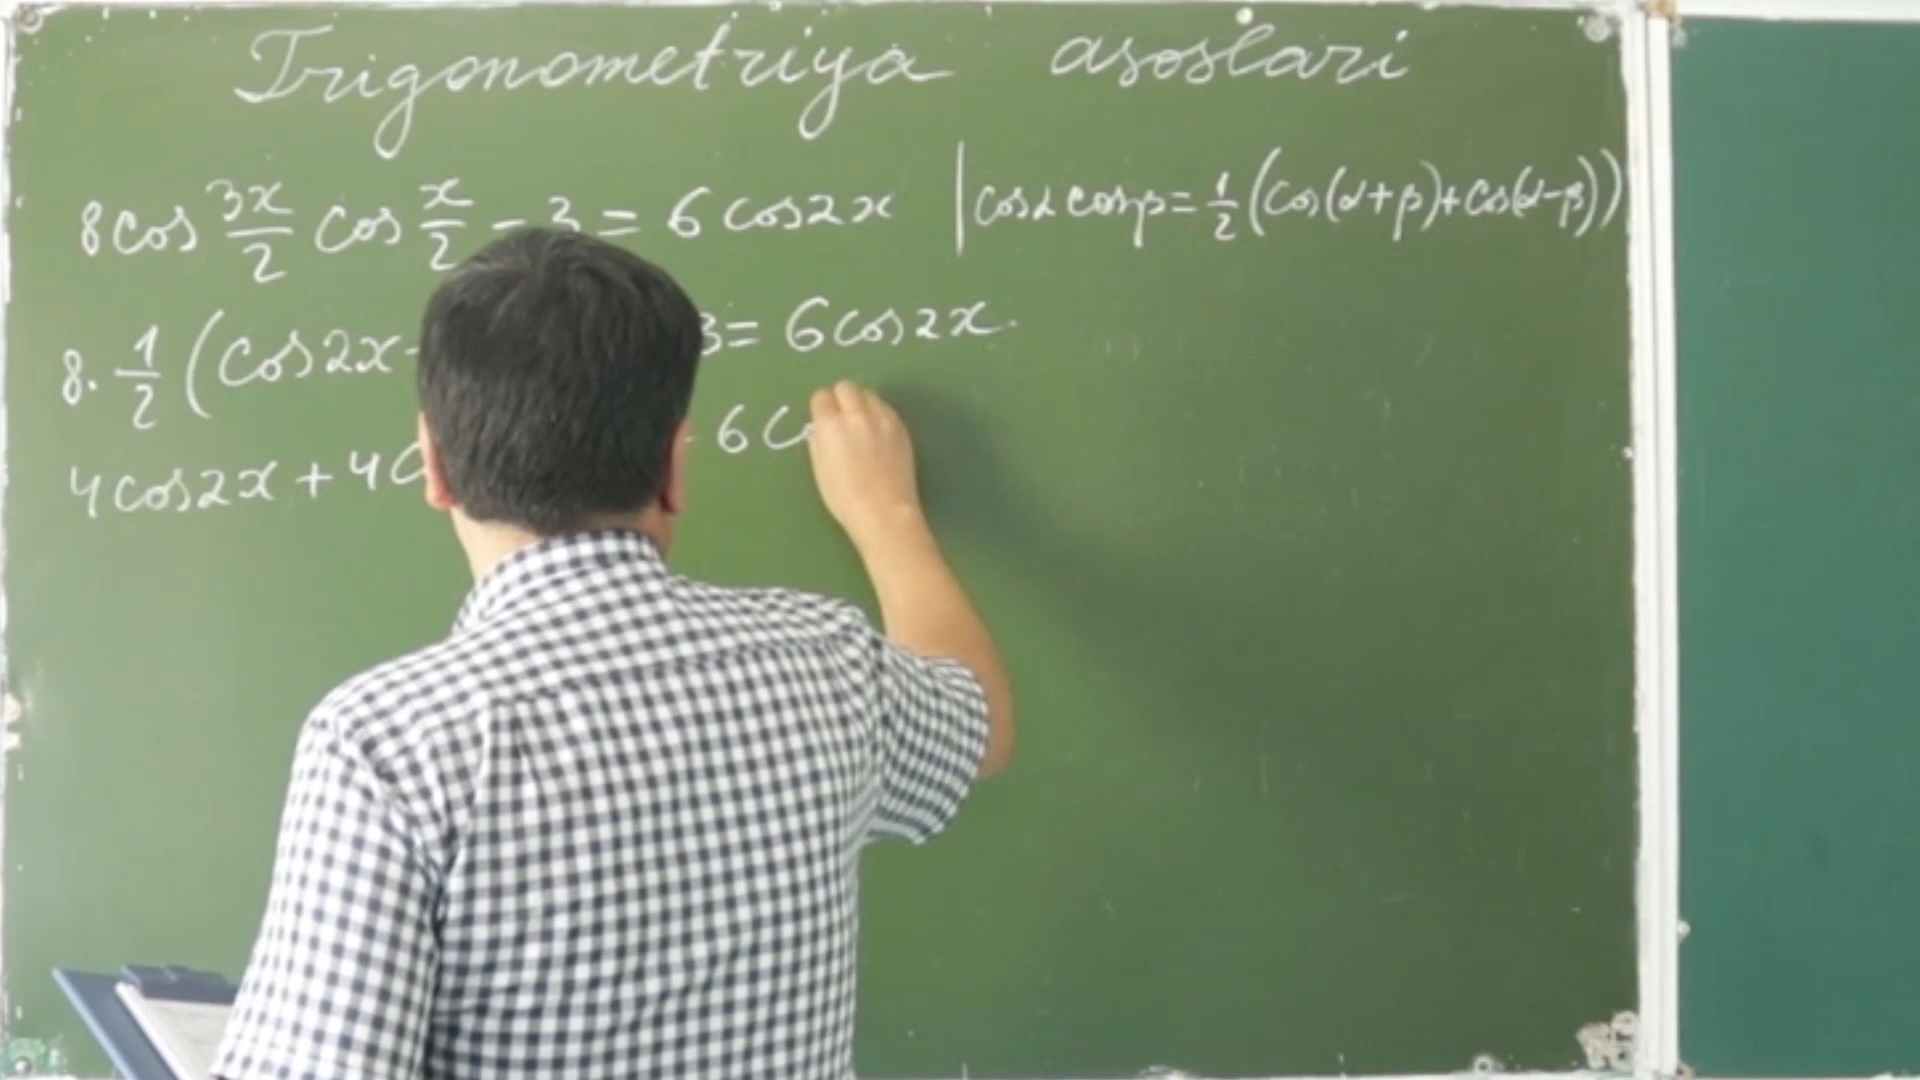 Trigonometriya asoslari
8cos 3x/2 cos x/2 - 3 = 6cos2x | cosα cosβ = 1/2 (cos(α+β)+cos(α-β))
8. 1/2 (cos2x 3 = 6cos2x
4cos2x + 4c 6co